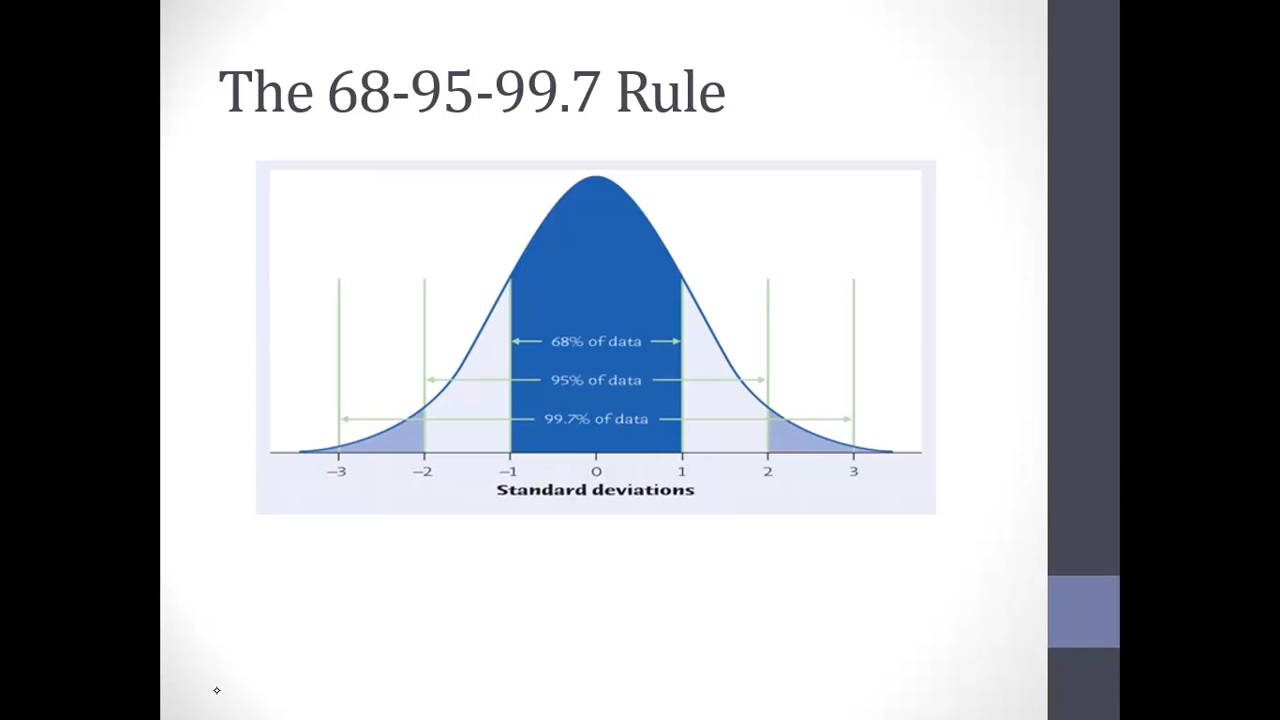 The 68-95-99.7 Rule
68% of data
95% of data
99.7% of data
−3 −2 −1 0 1 2 3
Standard deviations